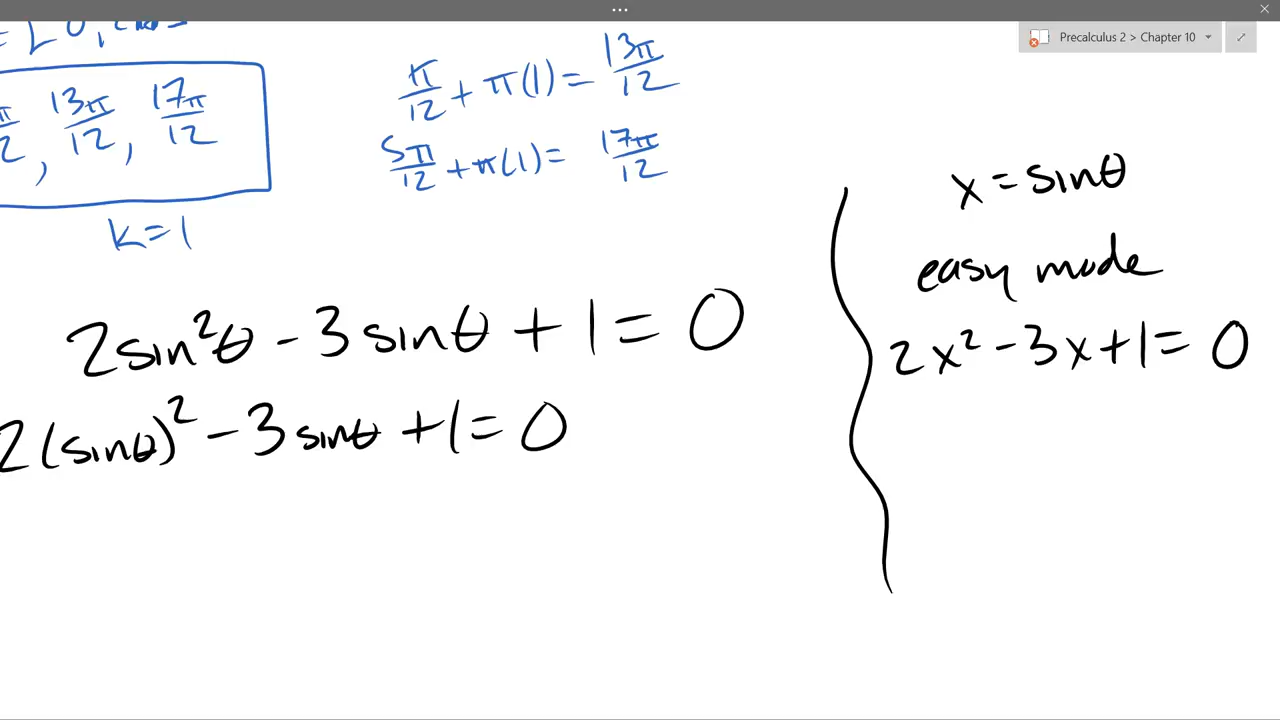 Precalculus 2 > Chapter 10
π/12 + π(1) = 13π/12
13π/12, 17π/12
5π/12 + π(1) = 17π/12
k=1
x = sinθ
easy mode
2sin²θ - 3sinθ + 1 = 0
2x² - 3x + 1 = 0
2(sinθ)² - 3sinθ + 1 = 0